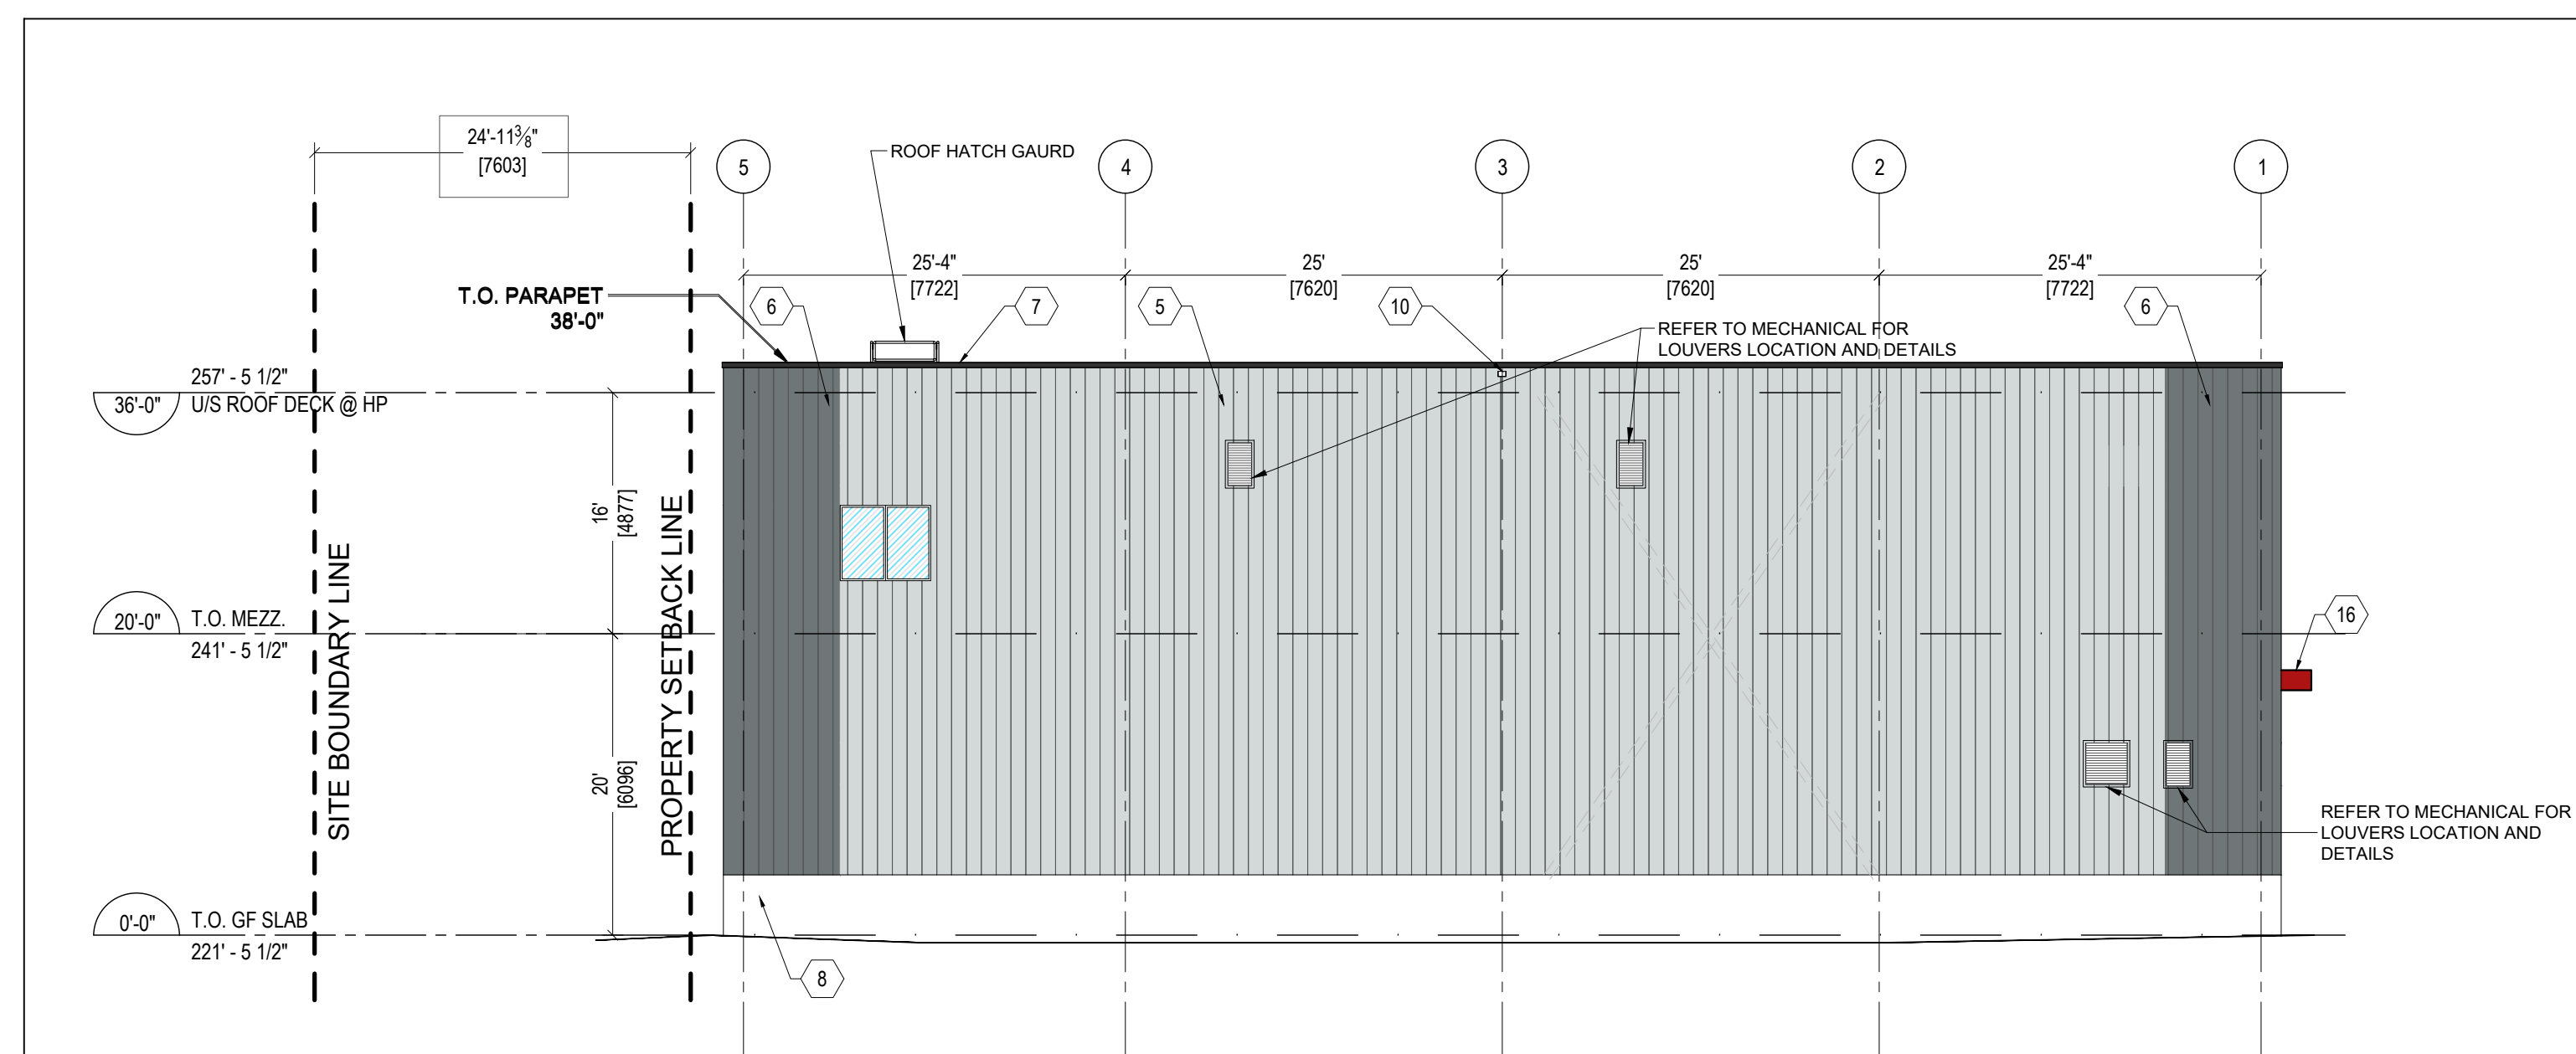 24'-11 3/8"
[7603]
ROOF HATCH GAURD
5
4
3
2
1
25'-4"
[7722]
25'
[7620]
25'
[7620]
25'-4"
[7722]
T.O. PARAPET
38'-0"
6
7
5
10
6
REFER TO MECHANICAL FOR
LOUVERS LOCATION AND DETAILS
257' - 5 1/2"
36'-0"
U/S ROOF DECK @ HP
16'
[4877]
20'-0"
T.O. MEZZ.
241' - 5 1/2"
16
SITE BOUNDARY LINE
PROPERTY SETBACK LINE
20'
[6096]
REFER TO MECHANICAL FOR
LOUVERS LOCATION AND
DETAILS
0'-0"
T.O. GF SLAB
221' - 5 1/2"
8